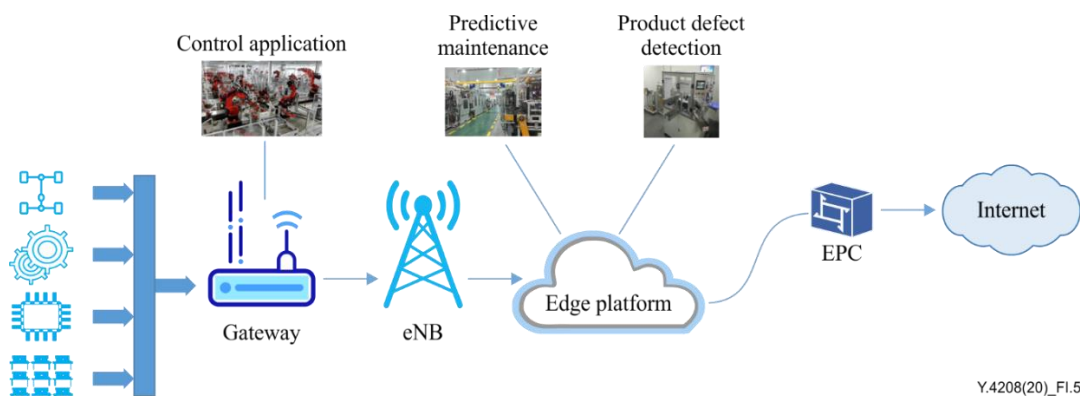 Control application
Predictive
maintenance
Product defect
detection
Gateway
eNB
Edge platform
EPC
Internet
Y.4208(20)_FI.5